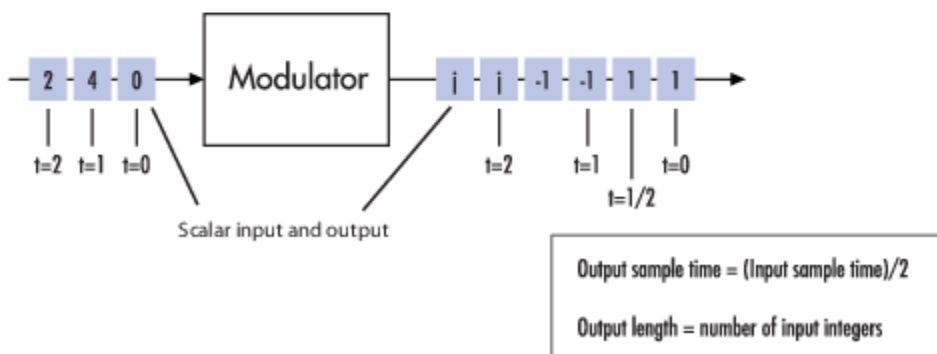 2 4 0 Modulator j j -1 -1 1 1
t=2 t=1 t=0 t=2 t=1 t=0
t=1/2
Scalar input and output
Output sample time = (Input sample time)/2
Output length = number of input integers